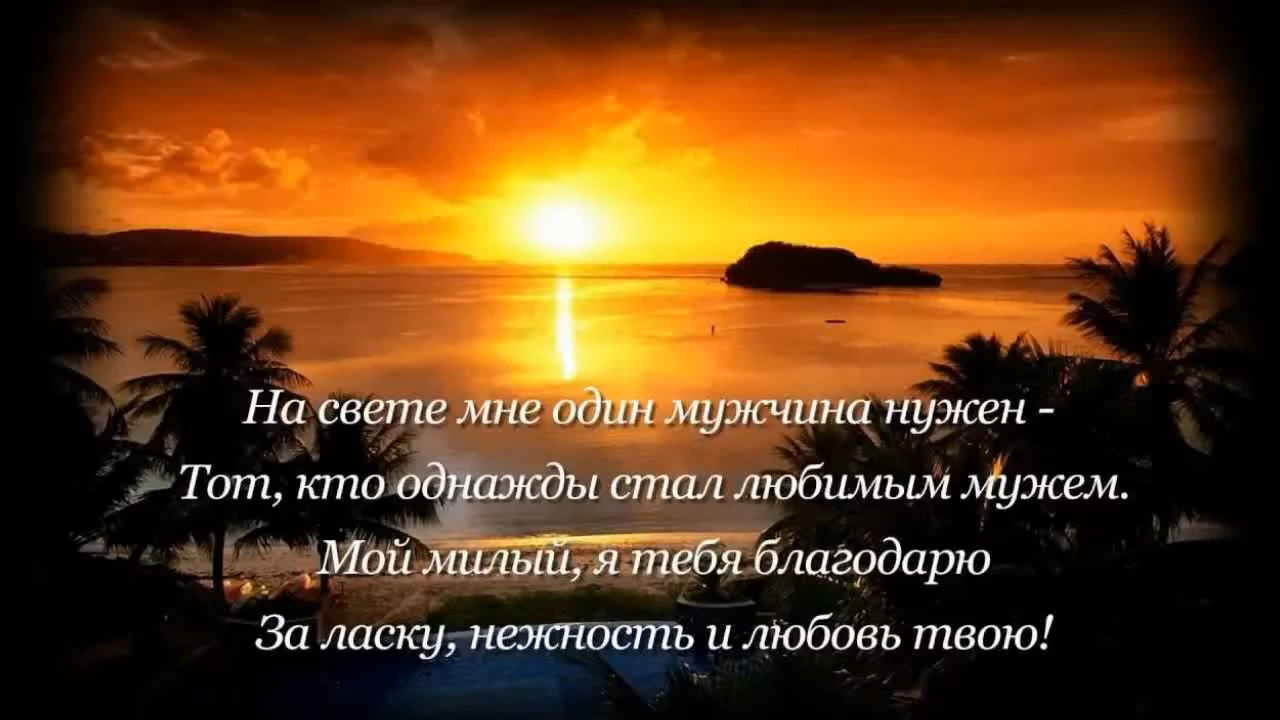 На свете мне один мужчина нужен -
Тот, кто однажды стал любимым мужем.
Мой милый, я тебя благодарю
За ласку, нежность и любовь твою!